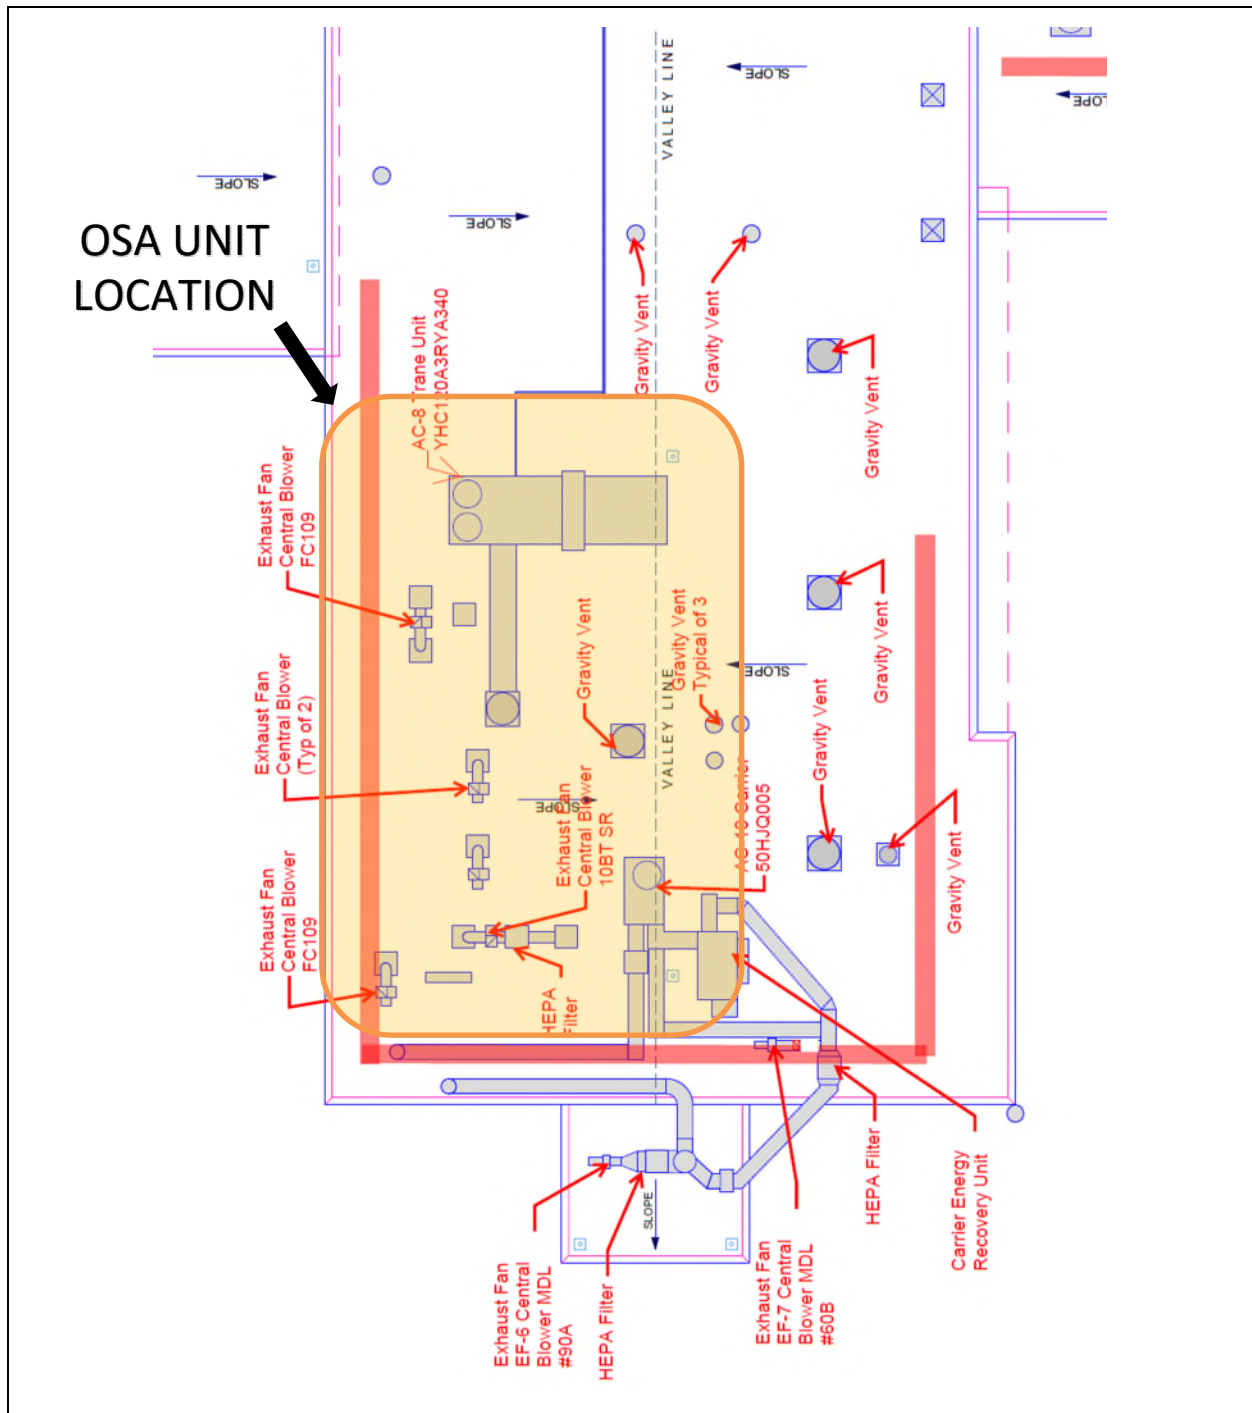 SLOPE
SLOPE
SLOPE
SLOPE
VALLEY LINE
OSA UNIT
LOCATION
Gravity Vent
Gravity Vent
Gravity Vent
AC-8 Trane Unit
YHC120A3RYA340
Exhaust Fan
Central Blower
FC109
Gravity Vent
Gravity Vent
Typical of 3
SLOPE
Gravity Vent
Exhaust Fan
Central Blower
(Typ of 2)
VALLEY LINE
Gravity Vent
SLOPE
Exhaust Fan
Central Blower
10BT SR
AC-10 Carrier
50HJQ005
Gravity Vent
Exhaust Fan
Central Blower
FC109
HEPA
Filter
HEPA Filter
Carrier Energy
Recovery Unit
SLOPE
Exhaust Fan
EF-6 Central
Blower MDL
#90A
HEPA Filter
Exhaust Fan
EF-7 Central
Blower MDL
#60B